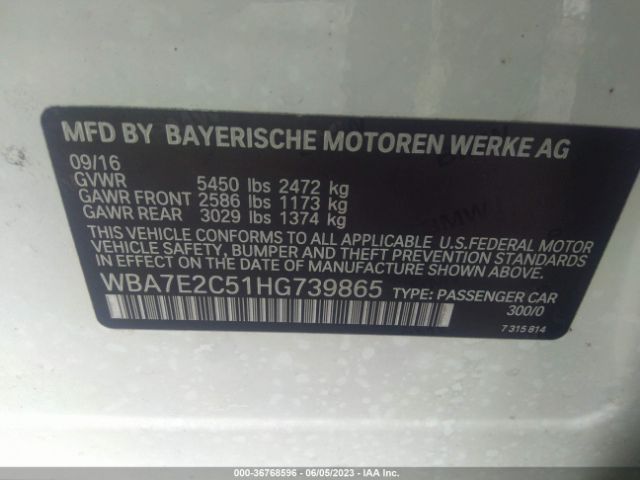 MFD BY BAYERISCHE MOTOREN WERKE AG
09/16
GVWR 5450 lbs 2472 kg
GAWR FRONT 2586 lbs 1173 kg
GAWR REAR 3029 lbs 1374 kg
THIS VEHICLE CONFORMS TO ALL APPLICABLE U.S.FEDERAL MOTOR
VEHICLE SAFETY, BUMPER AND THEFT PREVENTION STANDARDS
IN EFFECT ON THE DATE OF MANUFACTURE SHOWN ABOVE.
WBA7E2C51HG739865 TYPE: PASSENGER CAR
300/0
7 315 814
000-36768596 - 06/05/2023 - IAAI.com